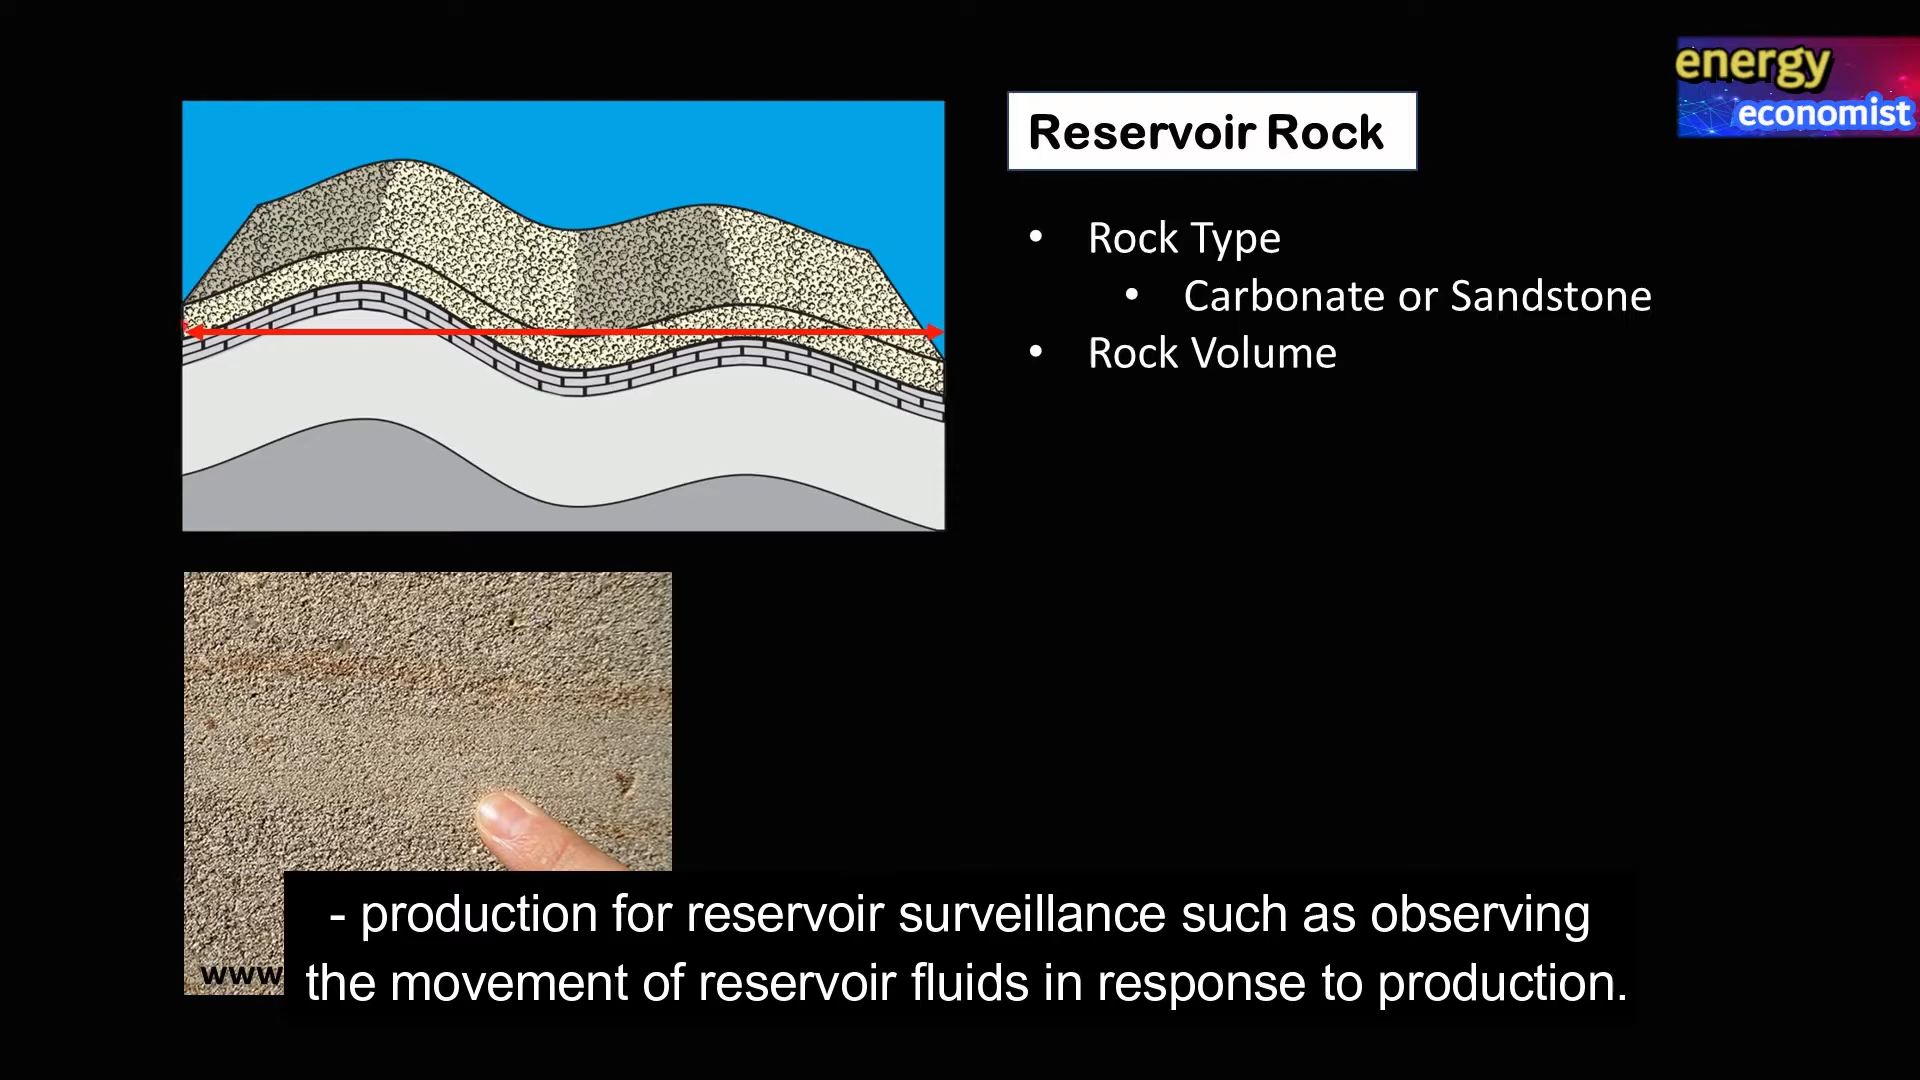 energy
economist
Reservoir Rock
• Rock Type
• Carbonate or Sandstone
• Rock Volume
www
- production for reservoir surveillance such as observing
the movement of reservoir fluids in response to production.